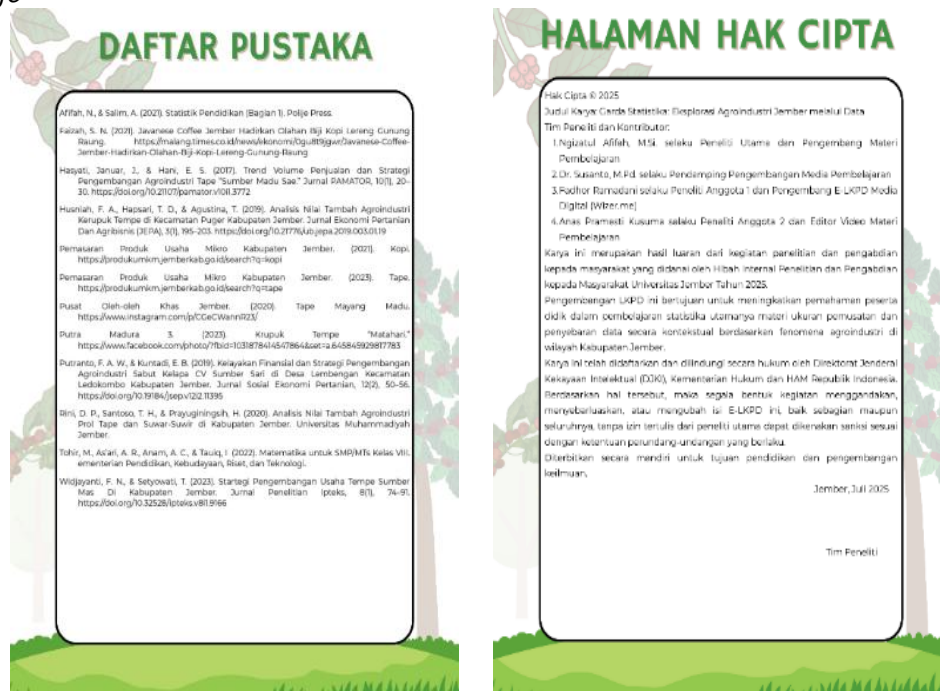 DAFTAR PUSTAKA
Afifah, N., & Salim, A. (2021). Statistik Pendidikan (Bagian 1). Polije Press.
Faizah, S. N. (2021). Javanese Coffee Jember Hadirkan Olahan Biji Kopi Lereng Gunung
Raung. https://malang.times.co.id/news/ekonomi/0gu8t9jgwr/Javanese-Coffee-
Jember-Hadirkan-Olahan-Biji-Kopi-Lereng-Gunung-Raung
Hasyati, Januar, J., & Hani, E. S. (2017). Trend Volume Penjualan dan Strategi
Pengembangan Agroindustri Tape "Sumber Madu Sae." Jurnal PAMATOR, 10(1), 20-
30. https://doi.org/10.21107/pamator.v10i1.3772
Husniah, F. A., Hapsari, T. D., & Agustina, T. (2019). Analisis Nilai Tambah Agroindustri
Kerupuk Tempe di Kecamatan Puger Kabupaten Jember. Jurnal Ekonomi Pertanian
Dan Agribisnis (JEPA), 3(1), 195-203. https://doi.org/10.21776/ub.jepa.2019.003.01.19
Pemasaran Produk Usaha Mikro Kabupaten Jember. (2021). Kopi.
https://produkumkm.jemberkab.go.id/search?q=kopi
Pemasaran Produk Usaha Mikro Kabupaten Jember. (2023). Tape.
https://produkumkm.jemberkab.go.id/search?q=tape
Pusat Oleh-oleh Khas Jember. (2020). Tape Mayang Madu.
https://www.instagram.com/p/CGeCWannR23/
Putra Madura 3. (2023). Krupuk Tempe "Matahari."
https://www.facebook.com/photo/?fbid=1031878414547864&set=a.645845929817783
Putranto, F. A. W., & Kuntadi, E. B. (2019). Kelayakan Finansial dan Strategi Pengembangan
Agroindustri Sabut Kelapa CV Sumber Sari di Desa Lembengan Kecamatan
Ledokombo Kabupaten Jember. Jurnal Sosial Ekonomi Pertanian, 12(2), 50-56.
https://doi.org/10.19184/jsep.v12i2.11395
Rini, D. P., Santoso, T. H., & Prayuginingsih, H. (2020). Analisis Nilai Tambah Agroindustri
Prol Tape dan Suwar-Suwir di Kabupaten Jember. Universitas Muhammadiyah
Jember.
Tohir, M., As'ari, A. R., Anam, A. C., & Tauiq, I. (2022). Matematika untuk SMP/MTs Kelas VIII.
ementerian Pendidikan, Kebudayaan, Riset, dan Teknologi.
Widjayanti, F. N., & Setyowati, T. (2023). Startegi Pengembangan Usaha Tempe Sumber
Mas Di Kabupaten Jember. Jurnal Penelitian Ipteks, 8(1), 74-91.
https://doi.org/10.32528/ipteks.v8i1.9166
HALAMAN HAK CIPTA
Hak Cipta © 2025
Judul Karya: Garda Statistika: Eksplorasi Agroindustri Jember melalui Data
Tim Peneliti dan Kontributor:
1. Ngizatul Afifah, M.Si. selaku Peneliti Utama dan Pengembang Materi
Pembelajaran
2. Dr. Susanto, M.Pd. selaku Pendamping Pengembangan Media Pembelajaran
3. Fadhor Ramadani selaku Peneliti Anggota 1 dan Pengembang E-LKPD Media
Digital (Wizer.me)
4. Anas Pramesti Kusuma selaku Peneliti Anggota 2 dan Editor Video Materi
Pembelajaran
Karya ini merupakan hasil luaran dari kegiatan penelitian dan pengabdian
kepada masyarakat yang didanai oleh Hibah Internal Penelitian dan Pengabdian
kepada Masyarakat Universitas Jember Tahun 2025.
Pengembangan LKPD ini bertujuan untuk meningkatkan pemahaman peserta
didik dalam pembelajaran statistika utamanya materi ukuran pemusatan dan
penyebaran data secara kontekstual berdasarkan fenomena agroindustri di
wilayah Kabupaten Jember.
Karya ini telah didaftarkan dan dilindungi secara hukum oleh Direktorat Jenderal
Kekayaan Intelektual (DJKI), Kementerian Hukum dan HAM Republik Indonesia.
Berdasarkan hal tersebut, maka segala bentuk kegiatan menggandakan,
menyebarluaskan, atau mengubah isi E-LKPD ini, baik sebagian maupun
seluruhnya, tanpa izin tertulis dari peneliti utama dapat dikenakan sanksi sesuai
dengan ketentuan perundang-undangan yang berlaku.
Diterbitkan secara mandiri untuk tujuan pendidikan dan pengembangan
keilmuan.
Jember, Juli 2025
Tim Peneliti